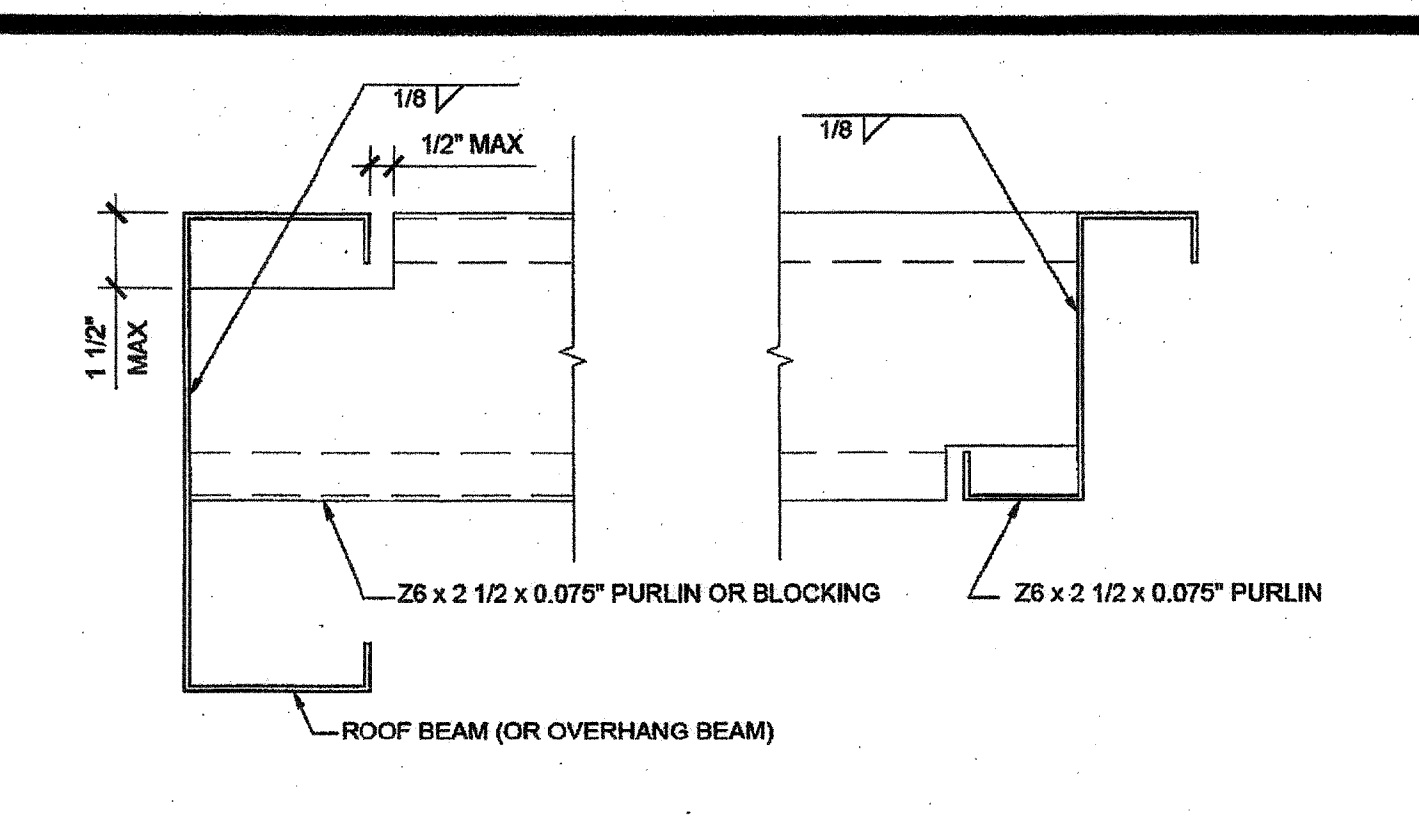 1/8
1/2" MAX
1/8
1 1/2"
MAX
Z6 x 2 1/2 x 0.075" PURLIN OR BLOCKING
Z6 x 2 1/2 x 0.075" PURLIN
ROOF BEAM (OR OVERHANG BEAM)